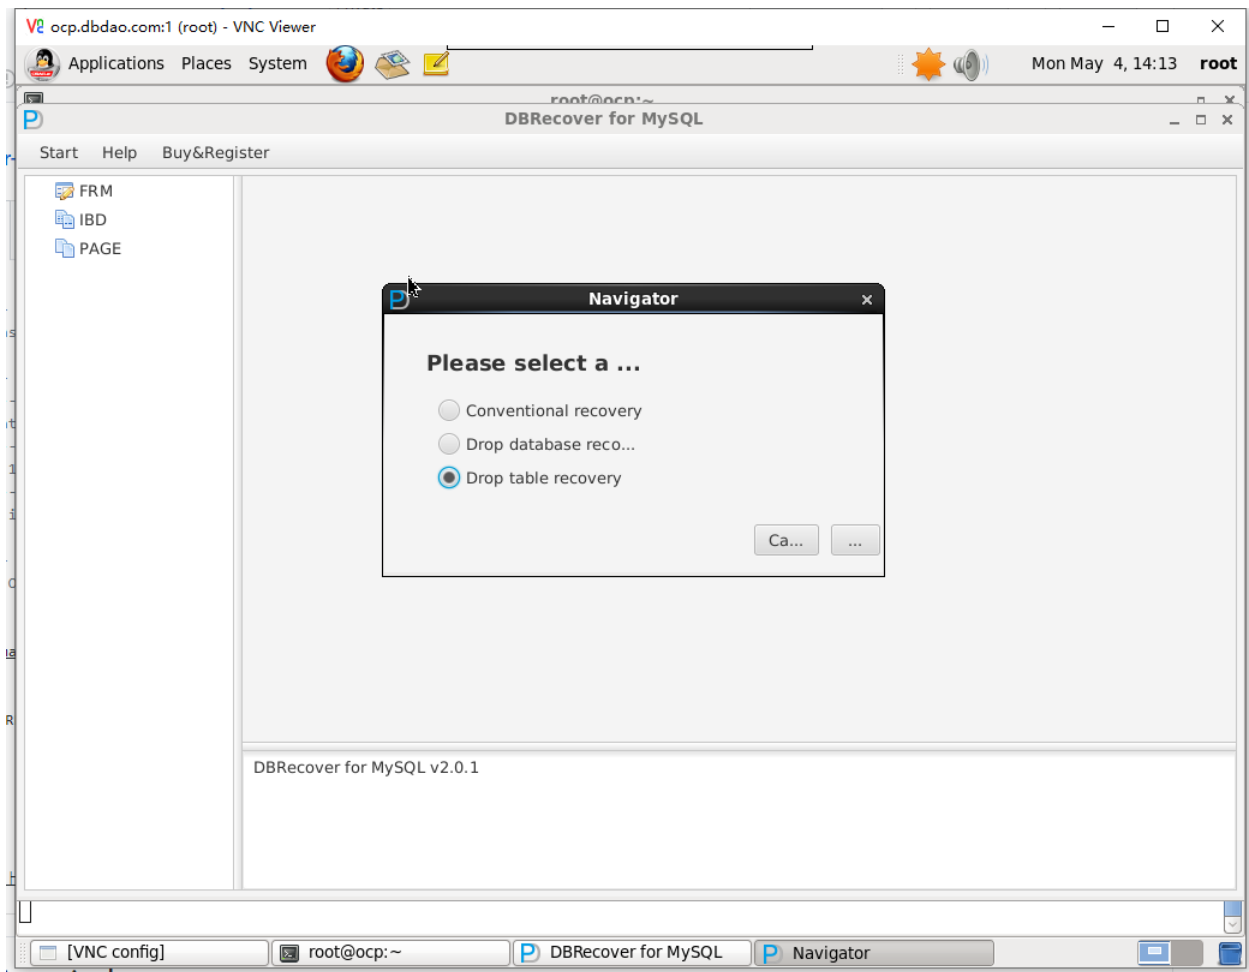 ocp.dbdao.com:1 (root) - VNC Viewer
Applications Places System Mon May 4, 14:13 root
root@ocp:~
DBRecover for MySQL
Start Help Buy&Register
FRM
IBD
PAGE
Navigator
Please select a ...
Conventional recovery
Drop database reco...
Drop table recovery
Ca... ...
DBRecover for MySQL v2.0.1
[VNC config] root@ocp:~ DBRecover for MySQL Navigator